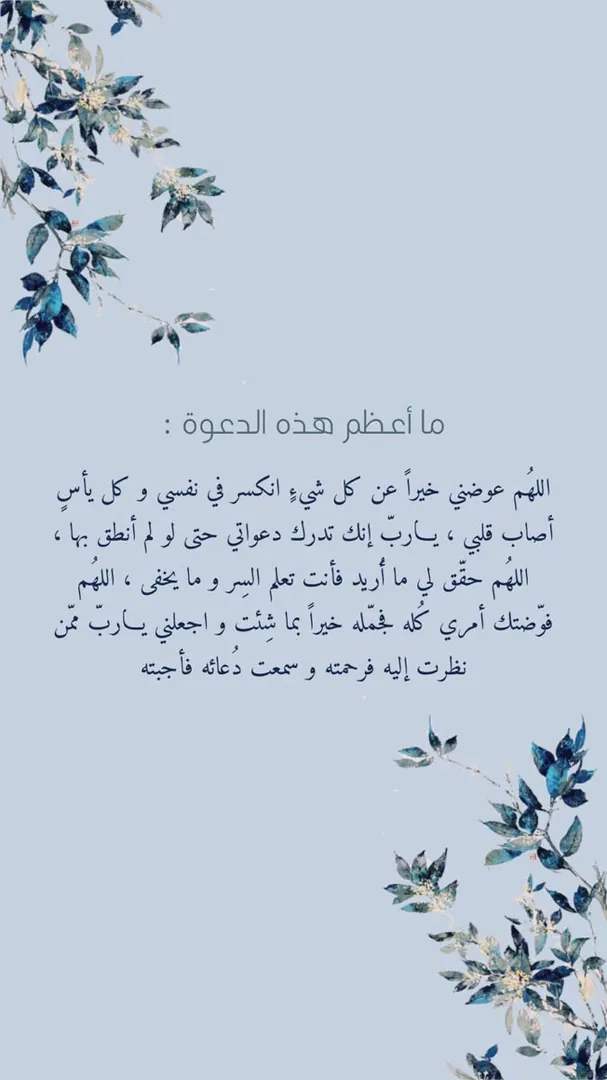 ما أعظم هذه الدعوة :
اللهُم عوضني خيراً عن كل شيءٍ انكسر في نفسي و كل يأسٍ
أصاب قلبي ، يــاربّ إنك تدرك دعواتي حتى لو لم أنطق بها ،
اللهُم حقّق لي ما أُريد فأنت تعلم السِر و ما يخفى ، اللهُم
فوّضتك أمري كُله فجمّله خيراً بما شِئت و اجعلني يــاربّ ممّن
نظرت إليه فرحمته و سمعت دُعائه فأجبته